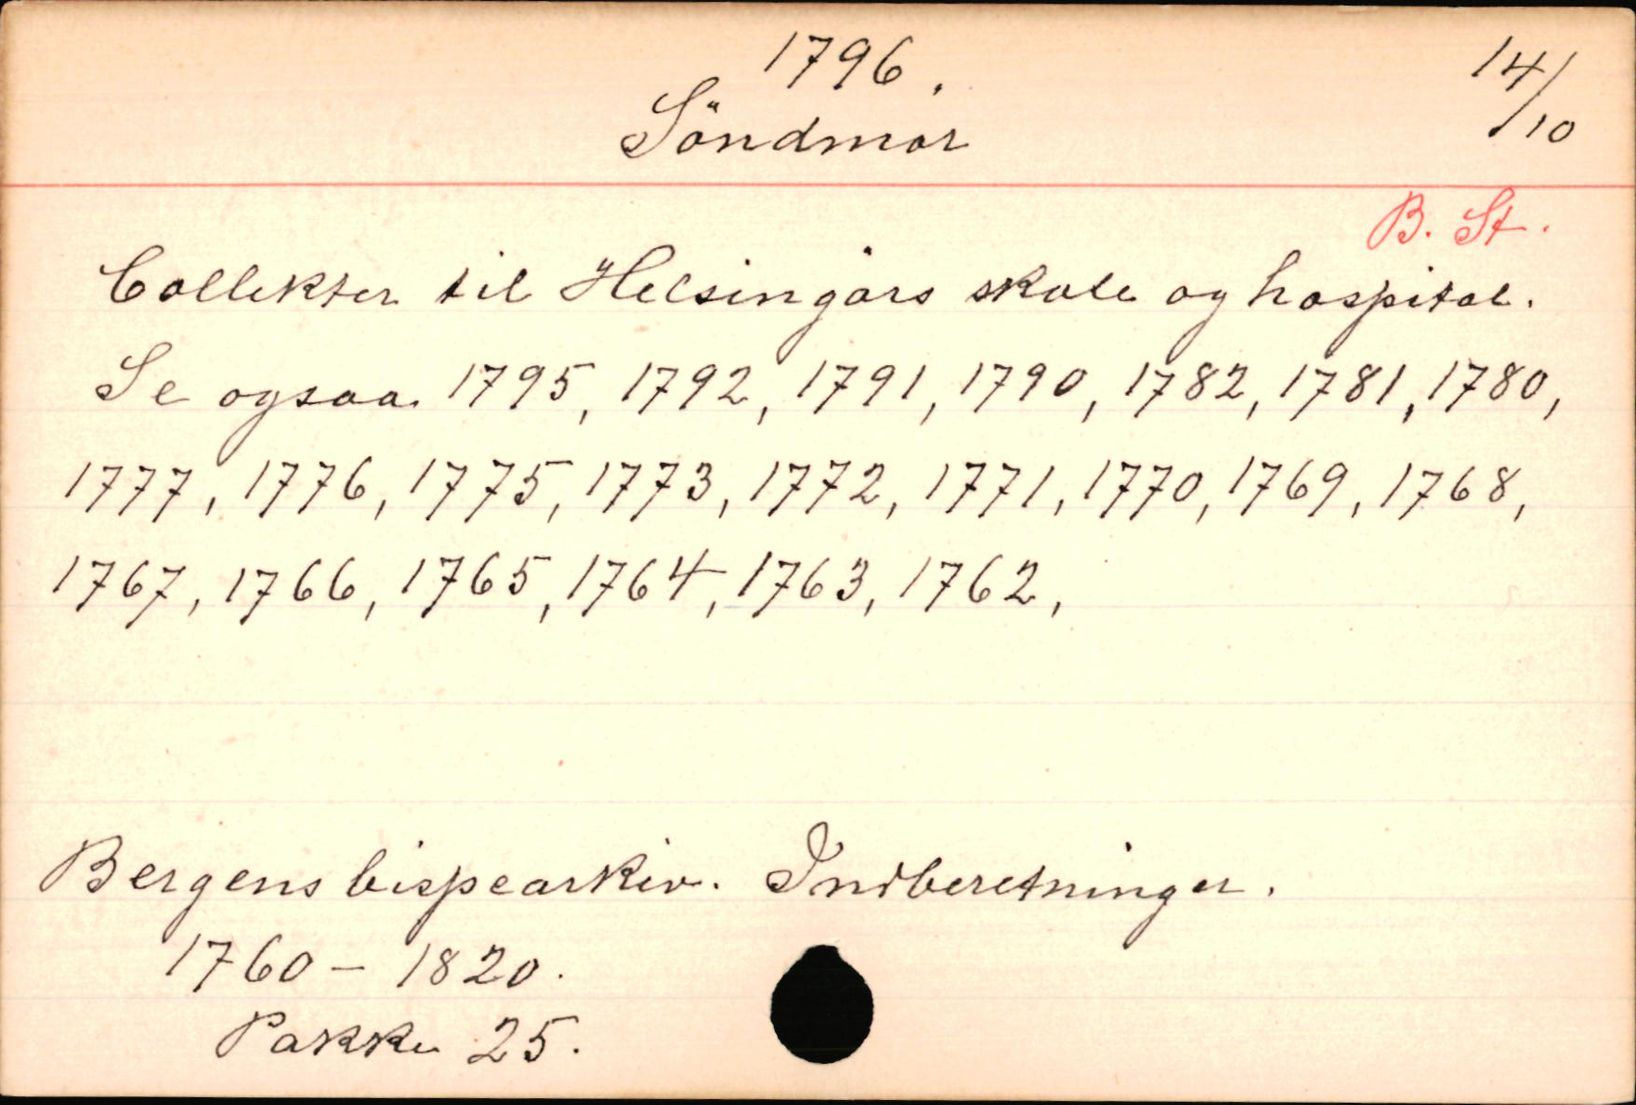 1796.
14/10
Söndmör
B. St.
Collekter til Helsingörs skole og hospital.
Se ogsaa 1795, 1792, 1791, 1790, 1782, 1781, 1780,
1777, 1776, 1775, 1773, 1772, 1771, 1770, 1769, 1768,
1767, 1766, 1765, 1764, 1763, 1762,
Bergens bispearkiv. Indberetninger.
1760 - 1820.
Pakke 25.